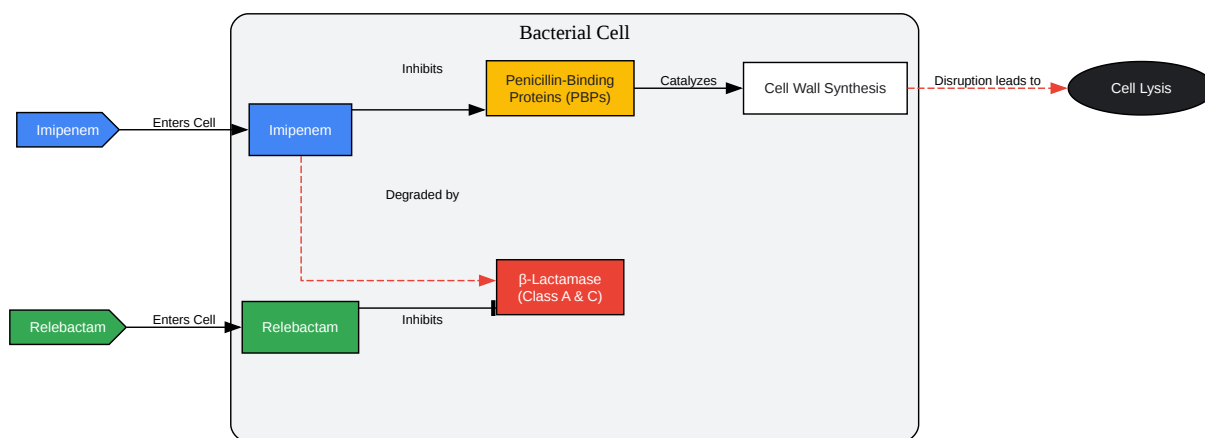 Bacterial Cell
Inhibits
Penicillin-Binding
Proteins (PBPs)
Catalyzes
Cell Wall Synthesis
Disruption leads to
Cell Lysis
Imipenem
Enters Cell
Imipenem
Degraded by
β-Lactamase
(Class A & C)
Relebactam
Enters Cell
Relebactam
Inhibits